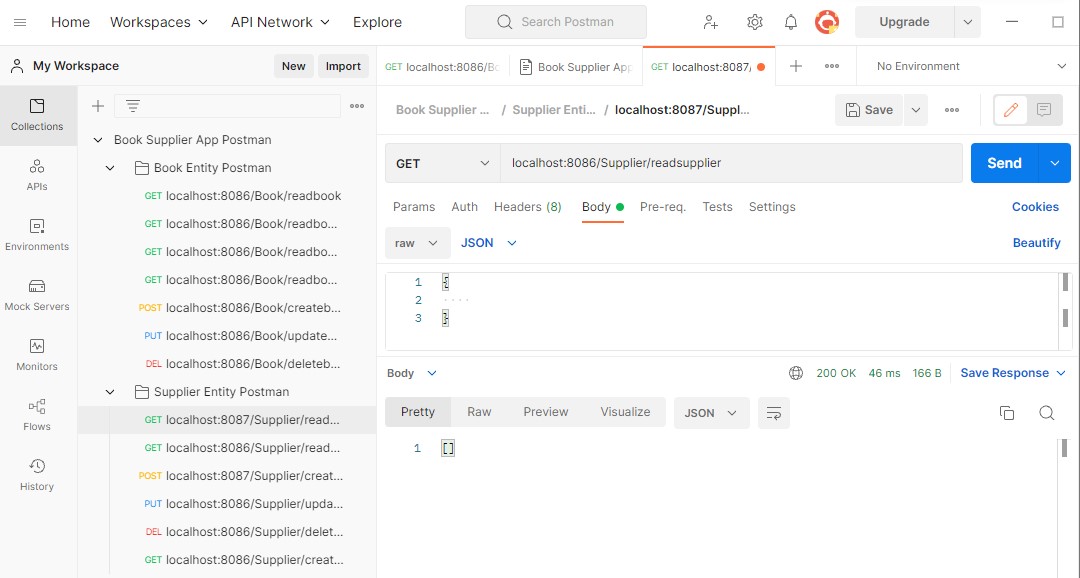 Home Workspaces API Network Explore Search Postman Upgrade
My Workspace New Import GET localhost:8086/Bo Book Supplier App GET localhost:8087/ No Environment
Collections
APIs
Environments
Mock Servers
Monitors
Flows
History
Book Supplier App Postman
Book Entity Postman
GET localhost:8086/Book/readbook
GET localhost:8086/Book/readbo...
GET localhost:8086/Book/readbo...
GET localhost:8086/Book/readbo...
POST localhost:8086/Book/createb...
PUT localhost:8086/Book/update...
DEL localhost:8086/Book/deleteb...
Supplier Entity Postman
GET localhost:8087/Supplier/read...
GET localhost:8086/Supplier/read...
POST localhost:8087/Supplier/creat...
PUT localhost:8086/Supplier/upda...
DEL localhost:8086/Supplier/delet...
GET localhost:8086/Supplier/creat...
Book Supplier ... / Supplier Enti... / localhost:8087/Suppl... Save
GET localhost:8086/Supplier/readsupplier Send
Params Auth Headers (8) Body Pre-req. Tests Settings Cookies
raw JSON Beautify
1 {
2 ····
3 }
Body 200 OK 46 ms 166 B Save Response
Pretty Raw Preview Visualize JSON
1 []